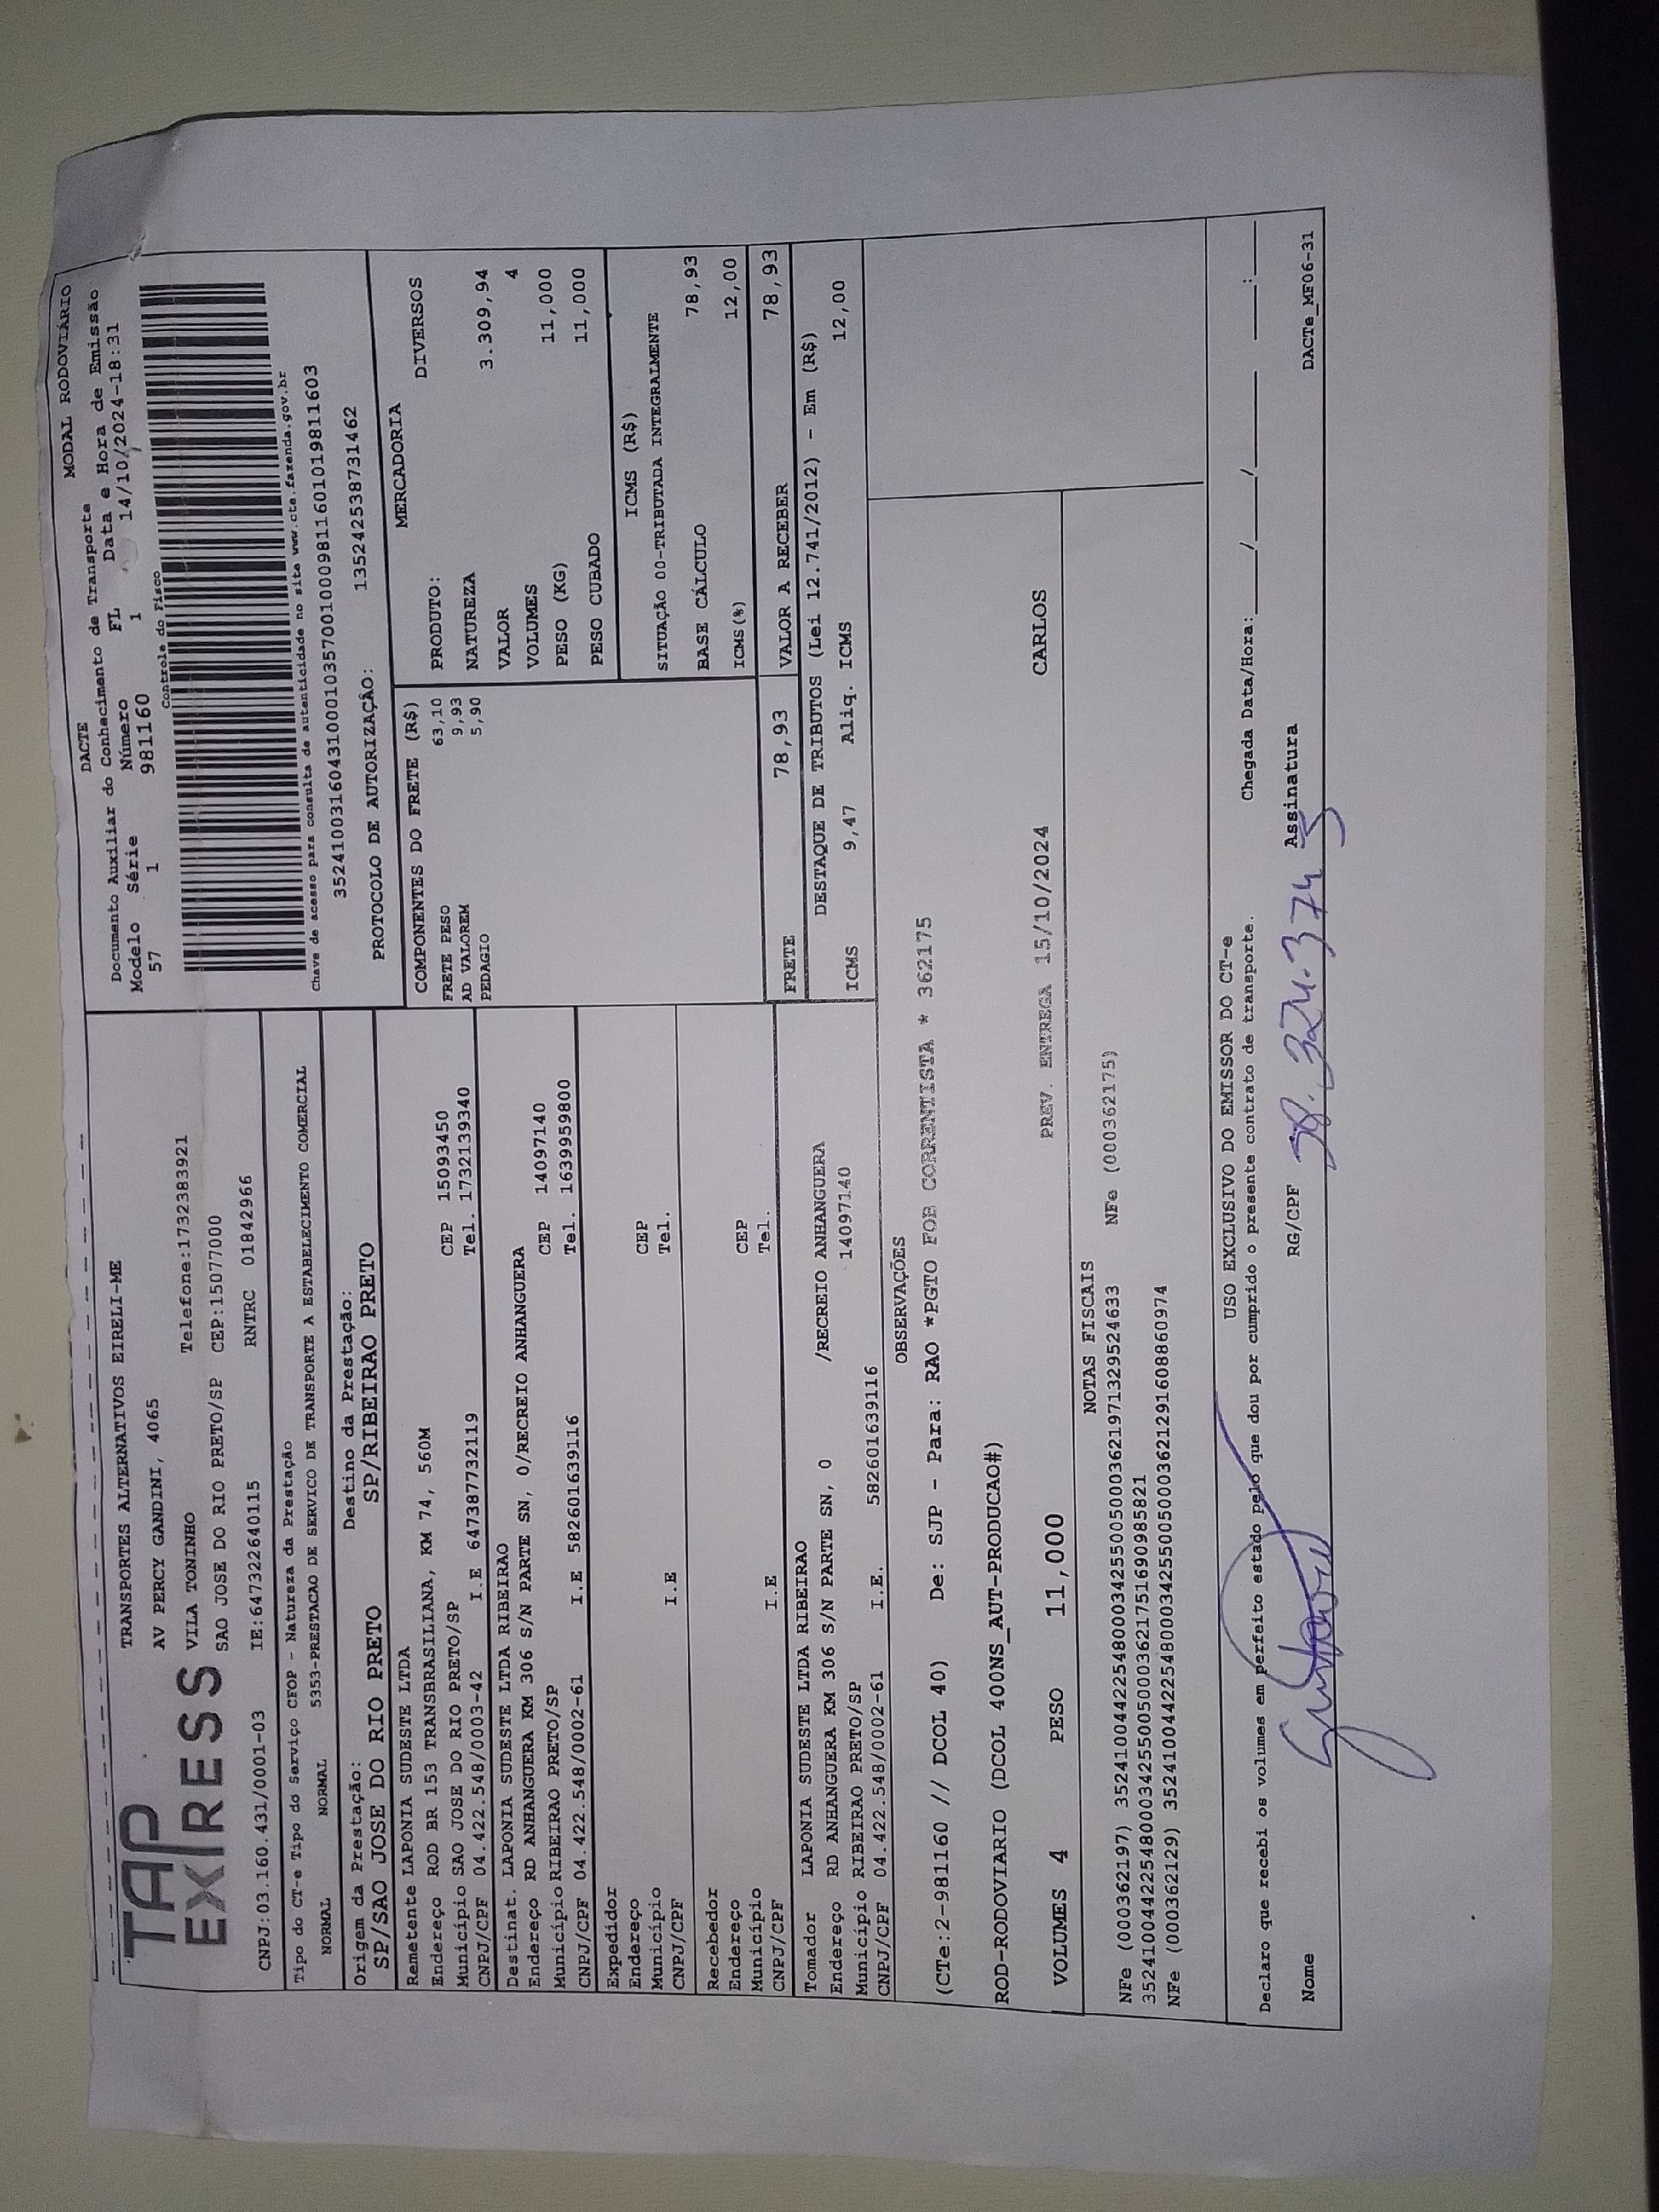 TAP
EXPRESS
TRANSPORTES ALTERNATIVOS EIRELI-ME
AV PERCY GANDINI, 4065
VILA TONINHO Telefone:1732383921
SAO JOSE DO RIO PRETO/SP CEP:15077000
CNPJ:03.160.431/0001-03 IE:647322640115 RNTRC 01842966
DACTE MODAL RODOVIÁRIO
Documento Auxiliar do Conhecimento de Transporte
Modelo Série Número FL Data e Hora de Emissão
57 1 981160 1 14/10/2024-18:31
Controle do Fisco
Chave de acesso para consulta de autenticidade no site www.cte.fazenda.gov.br
35241003160431000103570010009811601019811603
PROTOCOLO DE AUTORIZAÇÃO: 135242538731462
Tipo do CT-e Tipo do Serviço CFOP - Natureza da Prestação
NORMAL NORMAL 5353-PRESTACAO DE SERVICO DE TRANSPORTE A ESTABELECIMENTO COMERCIAL
Origem da Prestação: Destino da Prestação:
SP/SAO JOSE DO RIO PRETO SP/RIBEIRAO PRETO
Remetente LAPONIA SUDESTE LTDA
Endereço ROD BR 153 TRANSBRASILIANA, KM 74, 560M
Município SAO JOSE DO RIO PRETO/SP CEP 15093450
CNPJ/CPF 04.422.548/0003-42 I.E 647387732119 Tel. 1732139340
Destinat. LAPONIA SUDESTE LTDA RIBEIRAO
Endereço RD ANHANGUERA KM 306 S/N PARTE SN, 0/RECREIO ANHANGUERA
Município RIBEIRAO PRETO/SP CEP 14097140
CNPJ/CPF 04.422.548/0002-61 I.E 582601639116 Tel. 1639959800
Expedidor
Endereço
Município CEP
CNPJ/CPF I.E Tel.
Recebedor
Endereço
Município CEP
CNPJ/CPF I.E Tel.
COMPONENTES DO FRETE (R$)
FRETE PESO 63,10
AD VALOREM 9,93
PEDAGIO 5,90
MERCADORIA
PRODUTO: DIVERSOS
NATUREZA
VALOR 3.309,94
VOLUMES 4
PESO (KG) 11,000
PESO CUBADO 11,000
ICMS (R$)
SITUAÇÃO 00-TRIBUTADA INTEGRALMENTE
BASE CÁLCULO 78,93
ICMS(%) 12,00
FRETE 78,93 VALOR A RECEBER 78,93
DESTAQUE DE TRIBUTOS (Lei 12.741/2012) - Em (R$)
ICMS 9,47 Aliq. ICMS 12,00
Tomador LAPONIA SUDESTE LTDA RIBEIRAO
Endereço RD ANHANGUERA KM 306 S/N PARTE SN, 0 /RECREIO ANHANGUERA
Município RIBEIRAO PRETO/SP 14097140
CNPJ/CPF 04.422.548/0002-61 I.E. 582601639116
OBSERVAÇÕES
(CTe:2-981160 // DCOL 40) De: SJP - Para: RAO *PGTO FOB CORRENTISTA * 362175
ROD-RODOVIARIO (DCOL 400NS_AUT-PRODUCAO#)
VOLUMES 4 PESO 11,000 PREV. ENTREGA 15/10/2024 CARLOS
NOTAS FISCAIS
NFe (000362197) 35241004422548000342550050003621971329524633 NFe (000362175)
35241004422548000342550050003621751690985821
NFe (000362129) 35241004422548000342550050003621291608860974
USO EXCLUSIVO DO EMISSOR DO CT-e
Declaro que recebi os volumes em perfeito estado pelo que dou por cumprido o presente contrato de transporte. Chegada Data/Hora:____/____/____ ___:___
Nome RG/CPF 38.324.374 5 Assinatura
DACTe_MF06-31